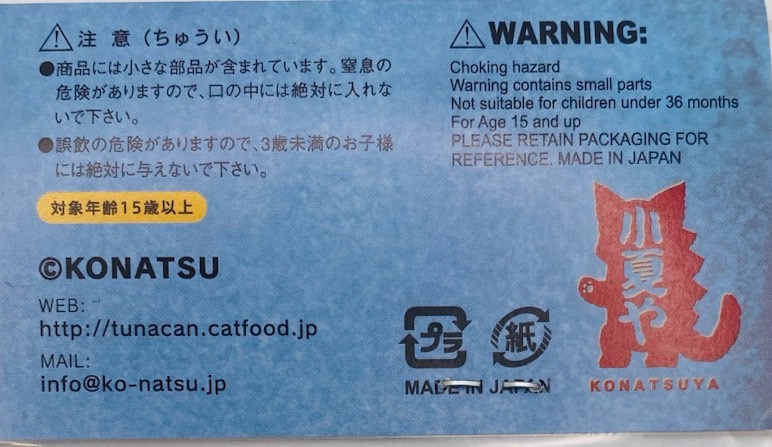 ⚠注 意（ちゅうい）
●商品には小さな部品が含まれています。窒息の
危険がありますので、口の中には絶対に入れな
いで下さい。
●誤飲の危険がありますので、3歳未満のお子様
には絶対に与えないで下さい。
対象年齢15歳以上
©KONATSU
WEB:
http://tunacan.catfood.jp
MAIL:
info@ko-natsu.jp
⚠WARNING:
Choking hazard
Warning contains small parts
Not suitable for children under 36 months
For Age 15 and up
PLEASE RETAIN PACKAGING FOR
REFERENCE. MADE IN JAPAN
プラ
紙
MADE IN JAPAN
小夏や
KONATSUYA